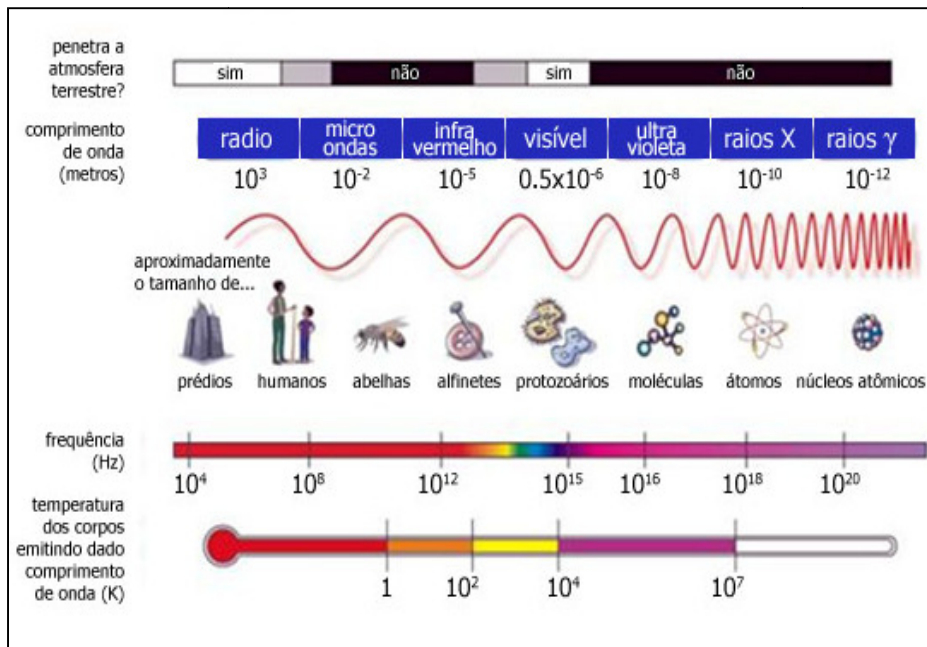 penetra a
atmosfera
terrestre?
sim não sim não
comprimento
de onda
(metros)
radio
micro
ondas
infra
vermelho
visível
ultra
violeta
raios X
raios γ
10³ 10⁻² 10⁻⁵ 0.5x10⁻⁶ 10⁻⁸ 10⁻¹⁰ 10⁻¹²
aproximadamente
o tamanho de...
prédios humanos abelhas alfinetes protozoários moléculas átomos núcleos atômicos
frequência
(Hz)
10⁴ 10⁸ 10¹² 10¹⁵ 10¹⁶ 10¹⁸ 10²⁰
temperatura
dos corpos
emitindo dado
comprimento
de onda (K)
1 10² 10⁴ 10⁷